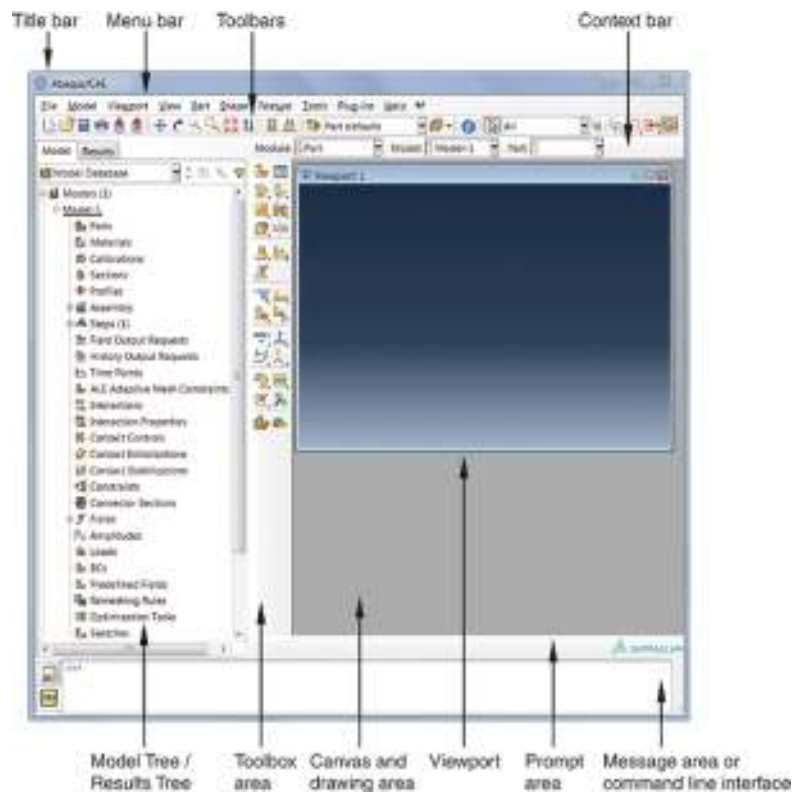 Title bar Menu bar Toolbars Context bar
Abaqus/CAE
File Model Viewport View Part Shape Feature Tools Plug-ins Help
Part defaults All
Model Results
Module: Part Model: Model-1 Part:
Model Database
Viewport: 1
Models (1)
Model-1
Parts
Materials
Calibrations
Sections
Profiles
Assembly
Steps (1)
Field Output Requests
History Output Requests
Time Points
ALE Adaptive Mesh Constraints
Interactions
Interaction Properties
Contact Controls
Contact Initializations
Contact Stabilizations
Constraints
Connector Sections
Fields
Amplitudes
Loads
BCs
Predefined Fields
Remeshing Rules
Optimization Tasks
Sketches
Model Tree / Toolbox Canvas and Viewport Prompt Message area or
Results Tree area drawing area area command line interface